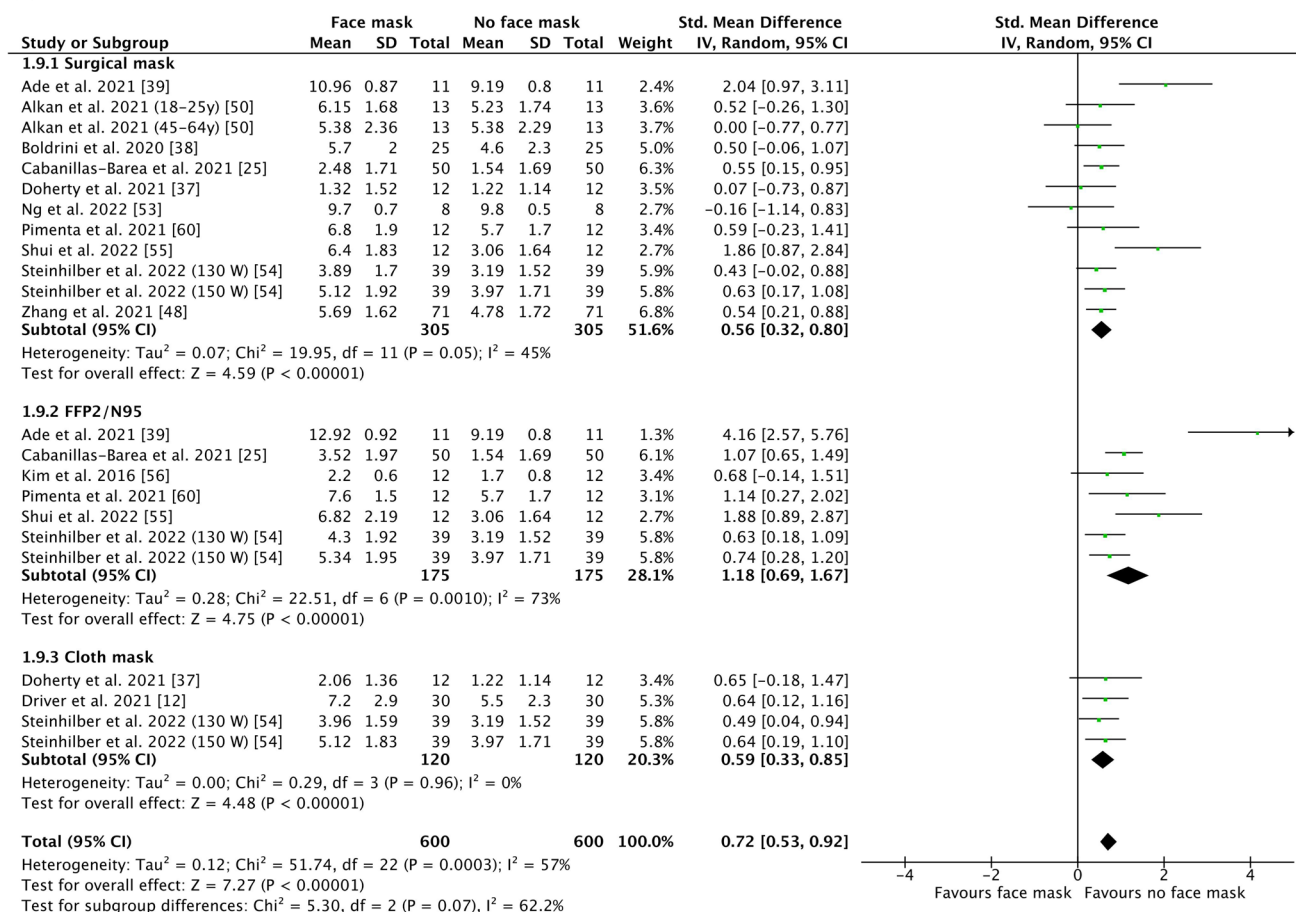 Face mask No face mask Std. Mean Difference Std. Mean Difference
Study or Subgroup Mean SD Total Mean SD Total Weight IV, Random, 95% CI IV, Random, 95% CI
1.9.1 Surgical mask
Ade et al. 2021 [39] 10.96 0.87 11 9.19 0.8 11 2.4% 2.04 [0.97, 3.11]
Alkan et al. 2021 (18-25y) [50] 6.15 1.68 13 5.23 1.74 13 3.6% 0.52 [-0.26, 1.30]
Alkan et al. 2021 (45-64y) [50] 5.38 2.36 13 5.38 2.29 13 3.7% 0.00 [-0.77, 0.77]
Boldrini et al. 2020 [38] 5.7 2 25 4.6 2.3 25 5.0% 0.50 [-0.06, 1.07]
Cabanillas-Barea et al. 2021 [25] 2.48 1.71 50 1.54 1.69 50 6.3% 0.55 [0.15, 0.95]
Doherty et al. 2021 [37] 1.32 1.52 12 1.22 1.14 12 3.5% 0.07 [-0.73, 0.87]
Ng et al. 2022 [53] 9.7 0.7 8 9.8 0.5 8 2.7% -0.16 [-1.14, 0.83]
Pimenta et al. 2021 [60] 6.8 1.9 12 5.7 1.7 12 3.4% 0.59 [-0.23, 1.41]
Shui et al. 2022 [55] 6.4 1.83 12 3.06 1.64 12 2.7% 1.86 [0.87, 2.84]
Steinhilber et al. 2022 (130 W) [54] 3.89 1.7 39 3.19 1.52 39 5.9% 0.43 [-0.02, 0.88]
Steinhilber et al. 2022 (150 W) [54] 5.12 1.92 39 3.97 1.71 39 5.8% 0.63 [0.17, 1.08]
Zhang et al. 2021 [48] 5.69 1.62 71 4.78 1.72 71 6.8% 0.54 [0.21, 0.88]
Subtotal (95% CI) 305 305 51.6% 0.56 [0.32, 0.80]
Heterogeneity: Tau² = 0.07; Chi² = 19.95, df = 11 (P = 0.05); I² = 45%
Test for overall effect: Z = 4.59 (P < 0.00001)
1.9.2 FFP2/N95
Ade et al. 2021 [39] 12.92 0.92 11 9.19 0.8 11 1.3% 4.16 [2.57, 5.76]
Cabanillas-Barea et al. 2021 [25] 3.52 1.97 50 1.54 1.69 50 6.1% 1.07 [0.65, 1.49]
Kim et al. 2016 [56] 2.2 0.6 12 1.7 0.8 12 3.4% 0.68 [-0.14, 1.51]
Pimenta et al. 2021 [60] 7.6 1.5 12 5.7 1.7 12 3.1% 1.14 [0.27, 2.02]
Shui et al. 2022 [55] 6.82 2.19 12 3.06 1.64 12 2.7% 1.88 [0.89, 2.87]
Steinhilber et al. 2022 (130 W) [54] 4.3 1.92 39 3.19 1.52 39 5.8% 0.63 [0.18, 1.09]
Steinhilber et al. 2022 (150 W) [54] 5.34 1.95 39 3.97 1.71 39 5.8% 0.74 [0.28, 1.20]
Subtotal (95% CI) 175 175 28.1% 1.18 [0.69, 1.67]
Heterogeneity: Tau² = 0.28; Chi² = 22.51, df = 6 (P = 0.0010); I² = 73%
Test for overall effect: Z = 4.75 (P < 0.00001)
1.9.3 Cloth mask
Doherty et al. 2021 [37] 2.06 1.36 12 1.22 1.14 12 3.4% 0.65 [-0.18, 1.47]
Driver et al. 2021 [12] 7.2 2.9 30 5.5 2.3 30 5.3% 0.64 [0.12, 1.16]
Steinhilber et al. 2022 (130 W) [54] 3.96 1.59 39 3.19 1.52 39 5.8% 0.49 [0.04, 0.94]
Steinhilber et al. 2022 (150 W) [54] 5.12 1.83 39 3.97 1.71 39 5.8% 0.64 [0.19, 1.10]
Subtotal (95% CI) 120 120 20.3% 0.59 [0.33, 0.85]
Heterogeneity: Tau² = 0.00; Chi² = 0.29, df = 3 (P = 0.96); I² = 0%
Test for overall effect: Z = 4.48 (P < 0.00001)
Total (95% CI) 600 600 100.0% 0.72 [0.53, 0.92]
Heterogeneity: Tau² = 0.12; Chi² = 51.74, df = 22 (P = 0.0003); I² = 57%
-4 -2 0 2 4
Test for overall effect: Z = 7.27 (P < 0.00001)
Favours face mask Favours no face mask
Test for subgroup differences: Chi² = 5.30, df = 2 (P = 0.07), I² = 62.2%